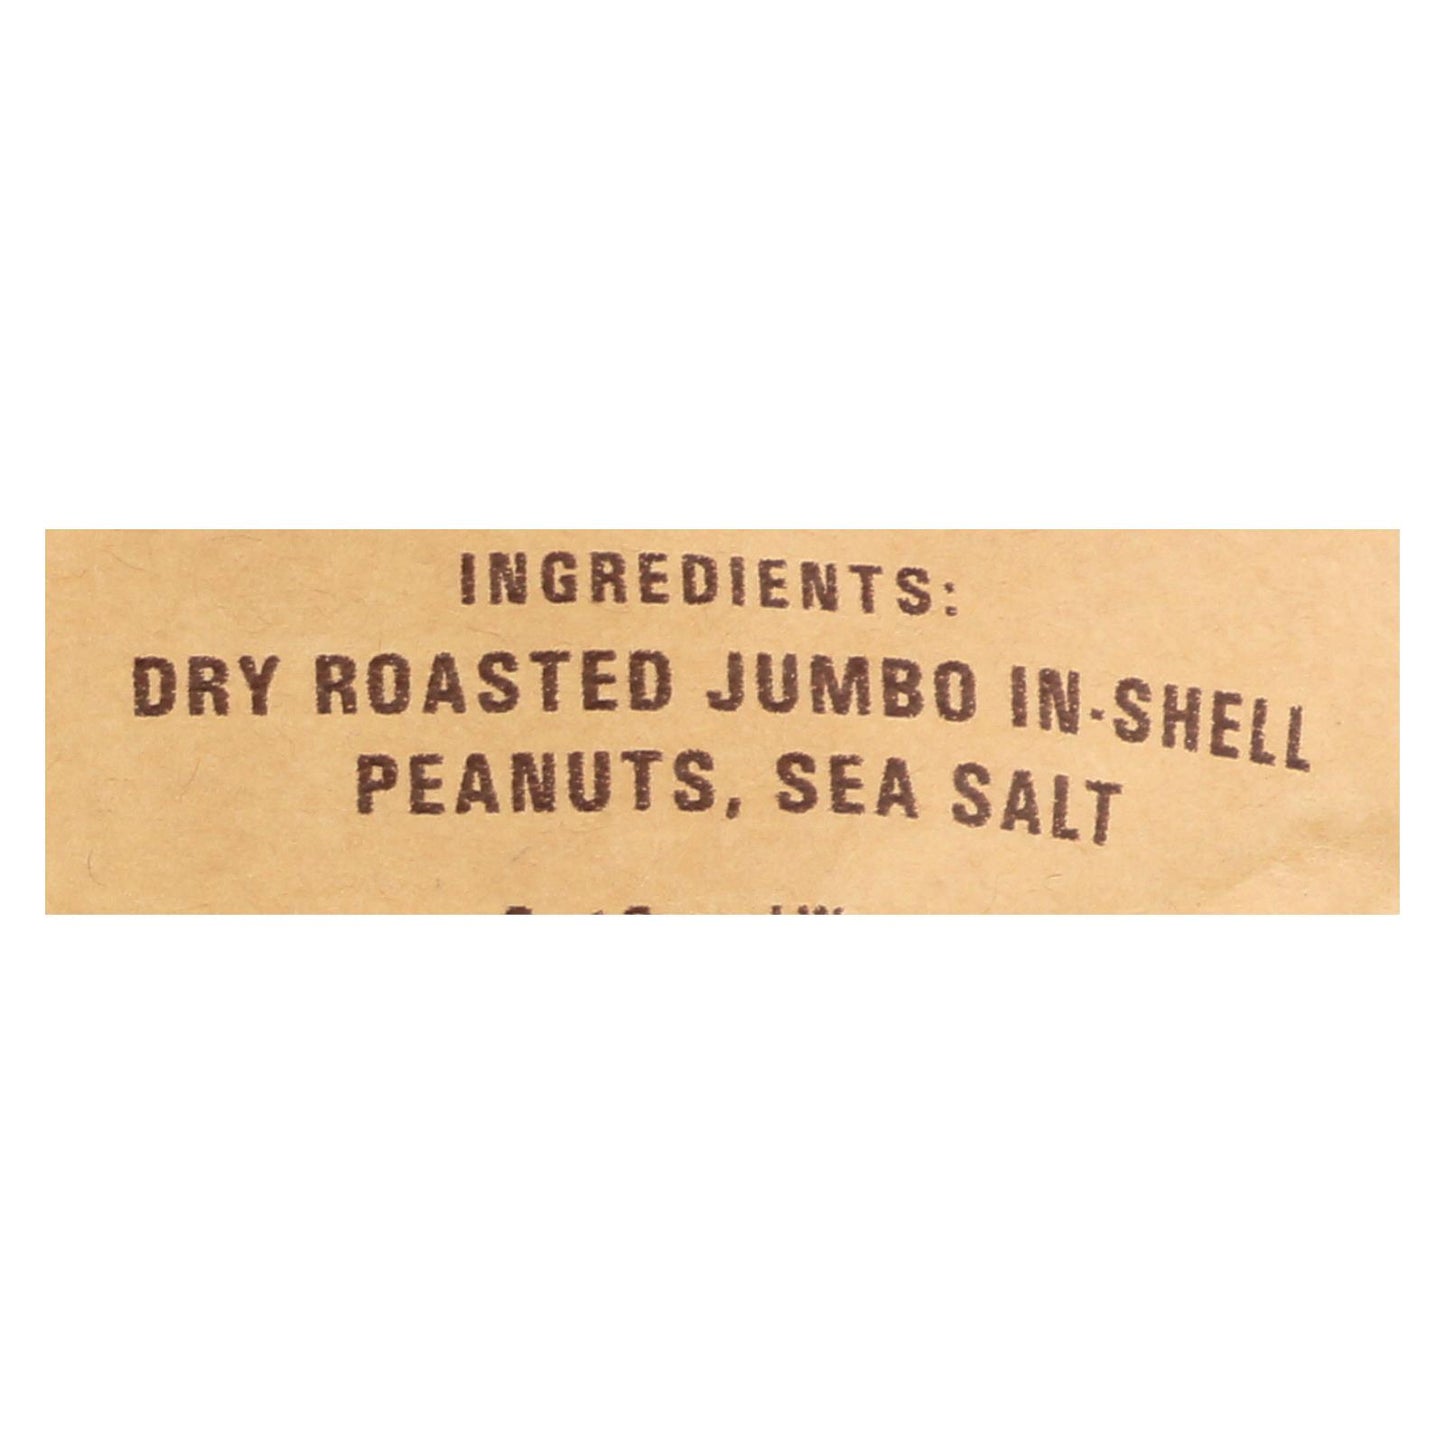 INGREDIENTS:
DRY ROASTED JUMBO IN-SHELL
PEANUTS, SEA SALT